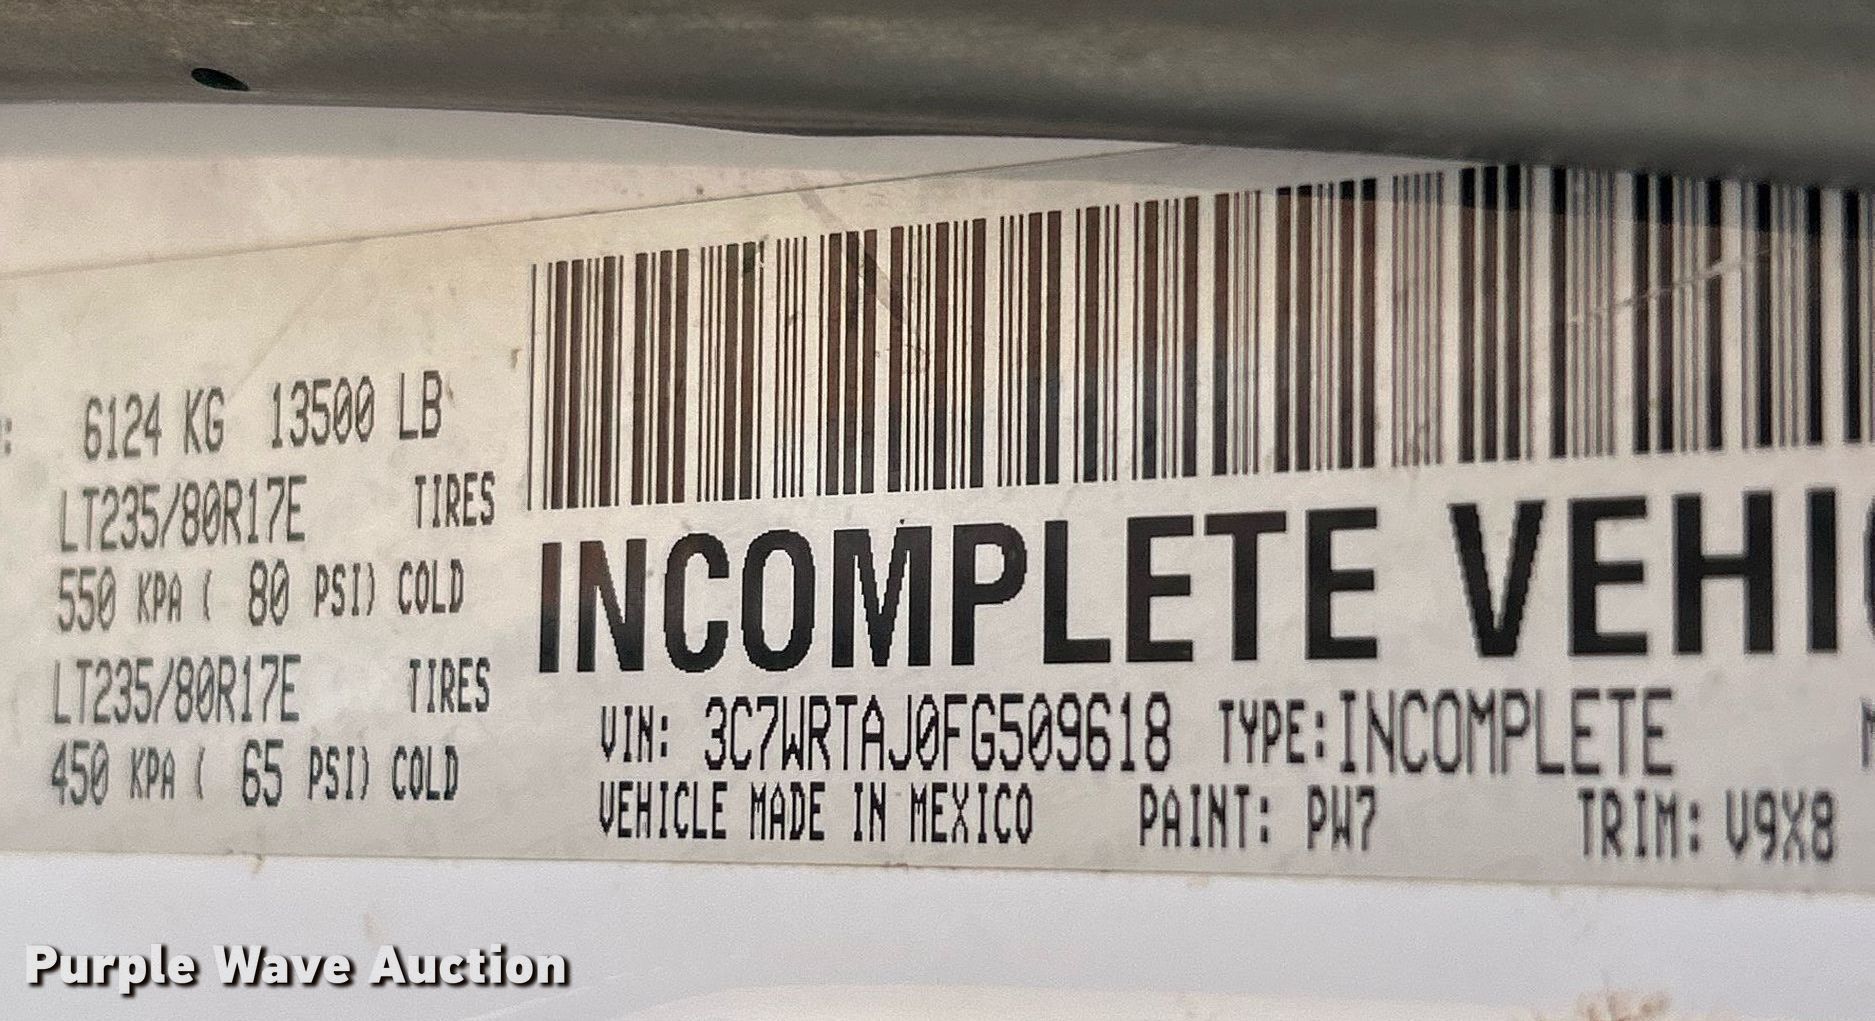 6124 KG 13500 LB
LT235/80R17E TIRES
550 KPA ( 80 PSI) COLD
LT235/80R17E TIRES
450 KPA ( 65 PSI) COLD
INCOMPLETE VEHI
VIN: 3C7WRTAJ0FG509618 TYPE:INCOMPLETE
VEHICLE MADE IN MEXICO PAINT: PW7 TRIM: V9X8
Purple Wave Auction